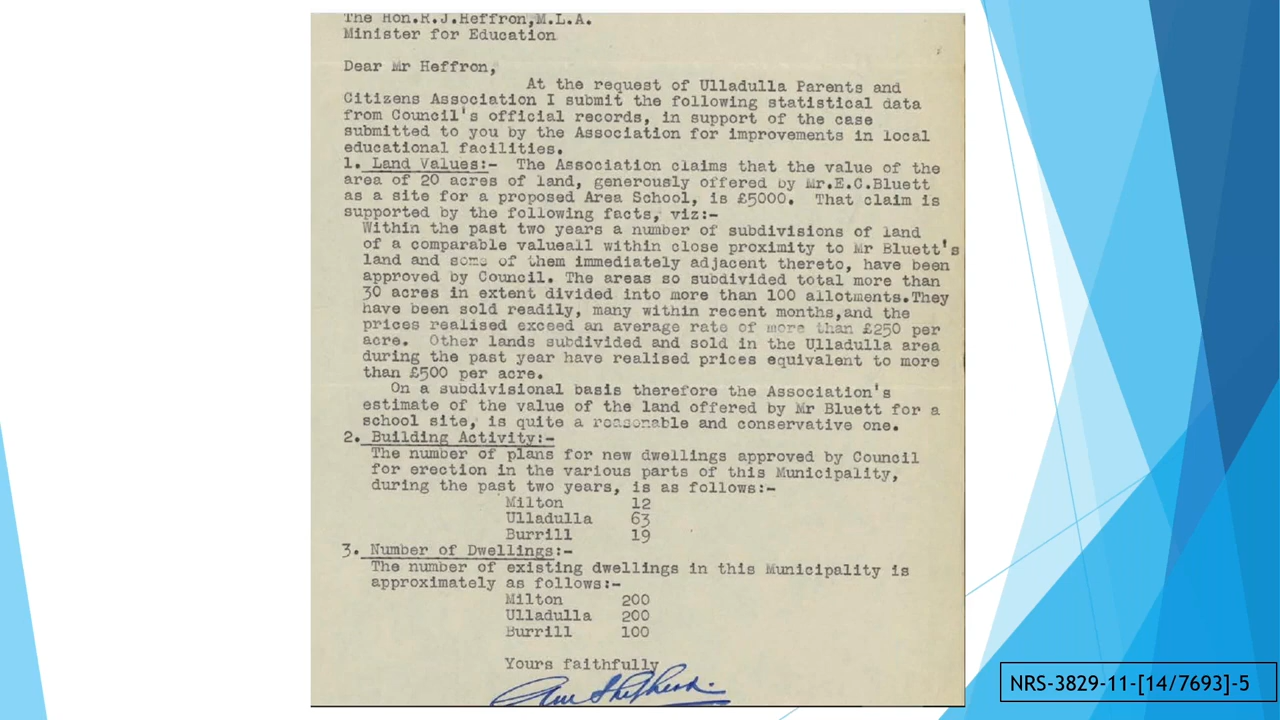 The Hon.R.J.Heffron,M.L.A.
Minister for Education
Dear Mr Heffron,
At the request of Ulladulla Parents and
Citizens Association I submit the following statistical data
from Council's official records, in support of the case
submitted to you by the Association for improvements in local
educational facilities.
1. Land Values:- The Association claims that the value of the
area of 20 acres of land, generously offered by Mr.E.C.Bluett
as a site for a proposed Area School, is £5000. That claim is
supported by the following facts, viz:-
Within the past two years a number of subdivisions of land
of a comparable valueall within close proximity to Mr Bluett's
land and some of them immediately adjacent thereto, have been
approved by Council. The areas so subdivided total more than
30 acres in extent divided into more than 100 allotments.They
have been sold readily, many within recent months,and the
prices realised exceed an average rate of more than £250 per
acre. Other lands subdivided and sold in the Ulladulla area
during the past year have realised prices equivalent to more
than £500 per acre.
On a subdivisional basis therefore the Association's
estimate of the value of the land offered by Mr Bluett for a
school site, is quite a reasonable and conservative one.
2. Building Activity:-
The number of plans for new dwellings approved by Council
for erection in the various parts of this Municipality,
during the past two years, is as follows:-
Milton 12
Ulladulla 63
Burrill 19
3. Number of Dwellings:-
The number of existing dwellings in this Municipality is
approximately as follows:-
Milton 200
Ulladulla 200
Burrill 100
Yours faithfully
NRS-3829-11-[14/7693]-5